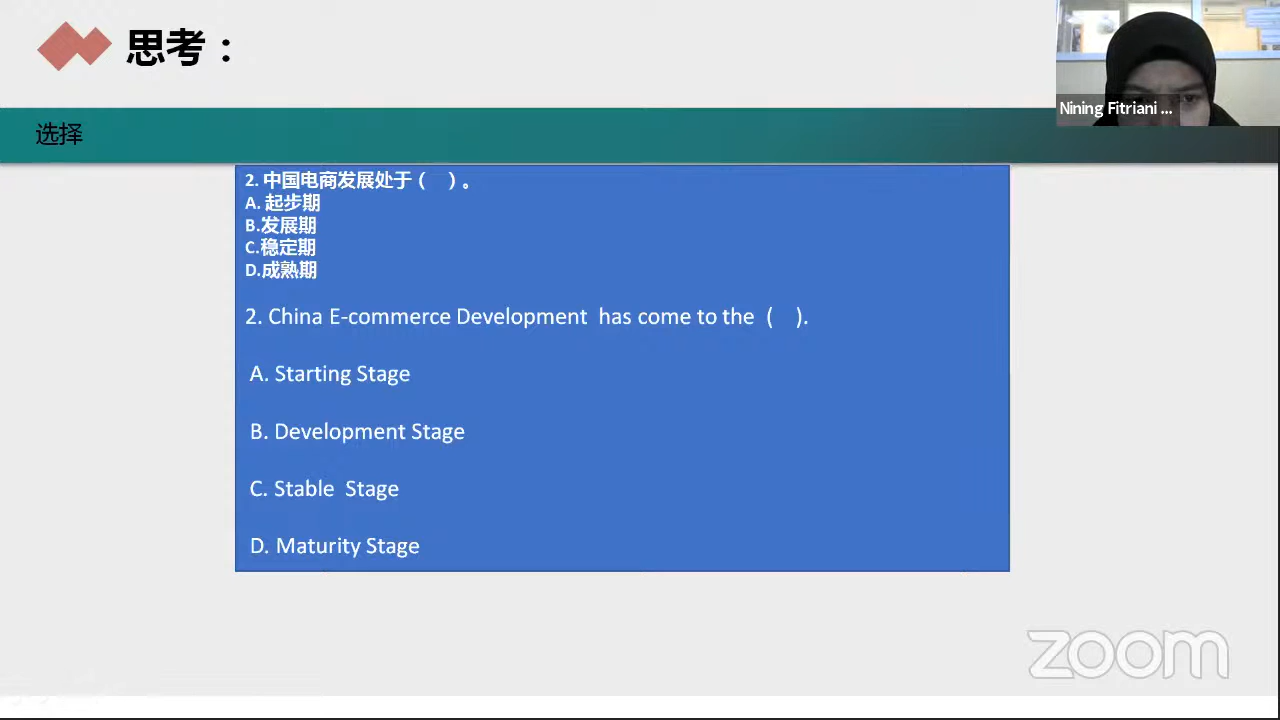 思考：
Nining Fitriani ...
选择
2. 中国电商发展处于（ ）。
A. 起步期
B.发展期
C.稳定期
D.成熟期
2. China E-commerce Development has come to the ( ).
A. Starting Stage
B. Development Stage
C. Stable Stage
D. Maturity Stage
zoom